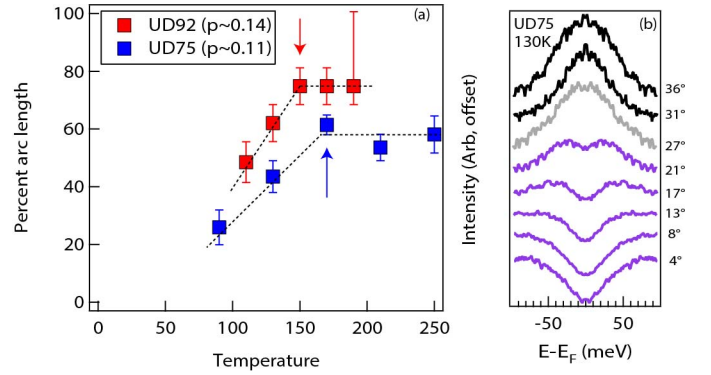 (a)
UD92 (p~0.14)
UD75 (p~0.11)
100
80
60
40
20
0
Percent arc length
0
50
100
150
200
250
Temperature
(b)
UD75
130K
36°
31°
27°
21°
17°
13°
8°
4°
Intensity (Arb, offset)
-50
0
50
E-EF (meV)